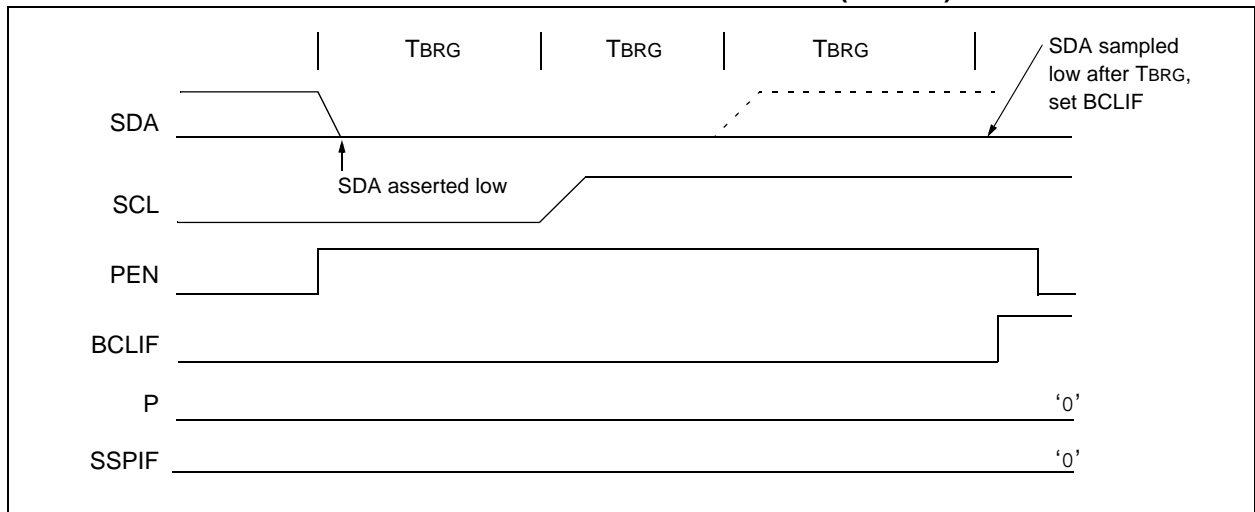 TBRG TBRG TBRG
SDA sampled
low after TBRG,
set BCLIF
SDA
SDA asserted low
SCL
PEN
BCLIF
P '0'
SSPIF '0'